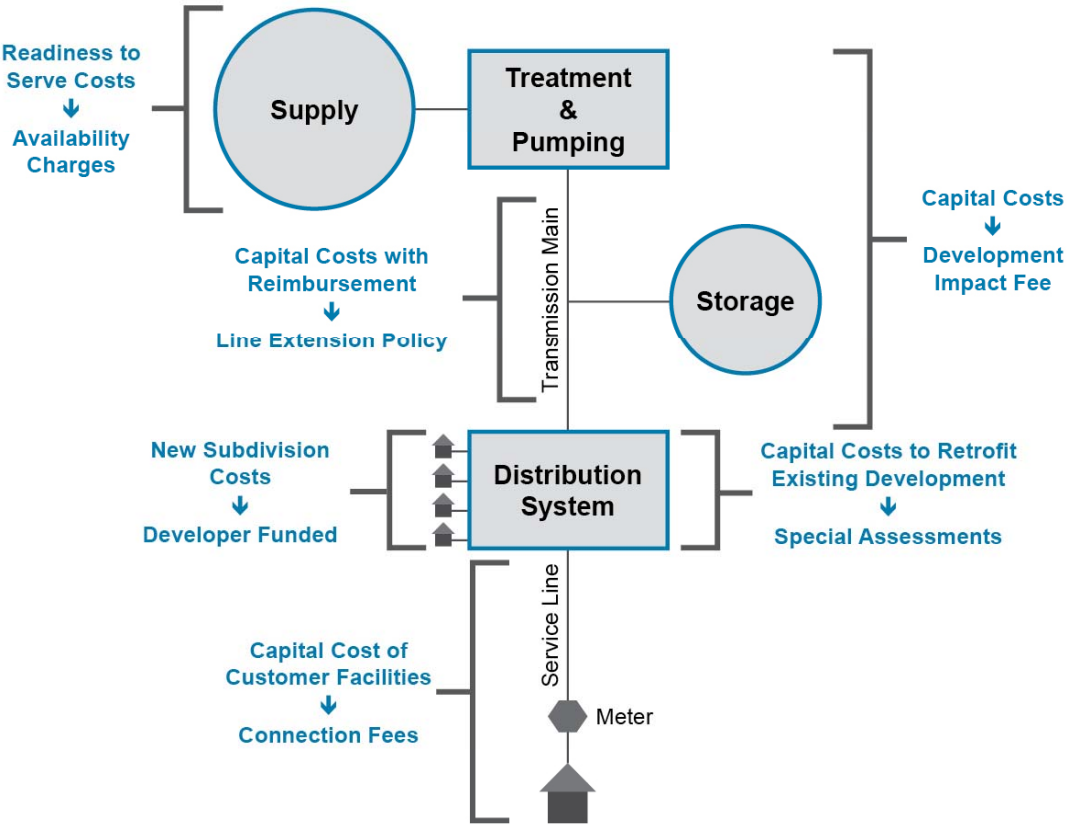 Readiness to
Serve Costs
Availability
Charges
Supply
Treatment
&
Pumping
Capital Costs
Development
Impact Fee
Capital Costs with
Reimbursement
Line Extension Policy
Transmission Main
Storage
New Subdivision
Costs
Developer Funded
Distribution
System
Capital Costs to Retrofit
Existing Development
Special Assessments
Service Line
Capital Cost of
Customer Facilities
Connection Fees
Meter